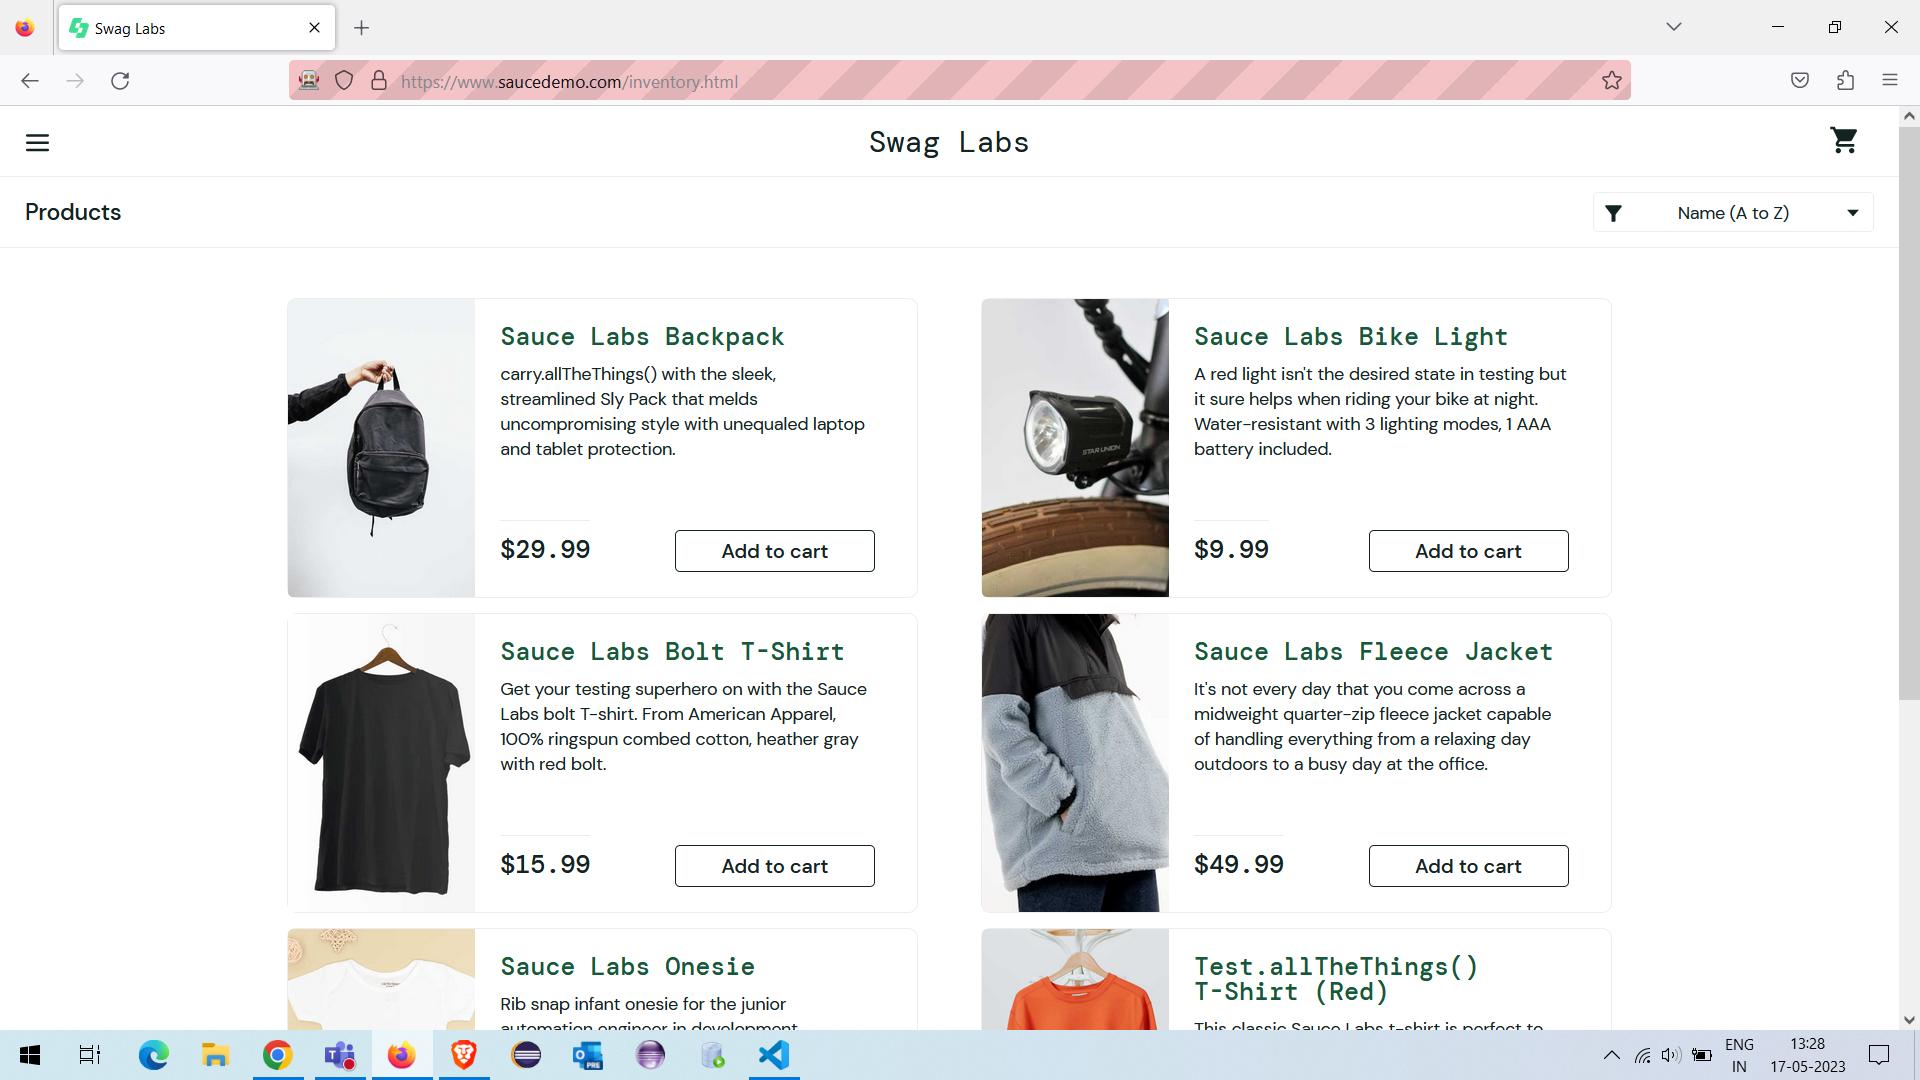 Swag Labs
https://www.saucedemo.com/inventory.html
Swag Labs
Products
Name (A to Z)
Sauce Labs Backpack
carry.allTheThings() with the sleek,
streamlined Sly Pack that melds
uncompromising style with unequaled laptop
and tablet protection.
$29.99
Add to cart
Sauce Labs Bike Light
A red light isn't the desired state in testing but
it sure helps when riding your bike at night.
Water-resistant with 3 lighting modes, 1 AAA
battery included.
STAR UNION
$9.99
Add to cart
Sauce Labs Bolt T-Shirt
Get your testing superhero on with the Sauce
Labs bolt T-shirt. From American Apparel,
100% ringspun combed cotton, heather gray
with red bolt.
$15.99
Add to cart
Sauce Labs Fleece Jacket
It's not every day that you come across a
midweight quarter-zip fleece jacket capable
of handling everything from a relaxing day
outdoors to a busy day at the office.
$49.99
Add to cart
Sauce Labs Onesie
Rib snap infant onesie for the junior
automation engineer in development.
Test.allTheThings()
T-Shirt (Red)
This classic Sauce Labs t-shirt is perfect to
ENG
IN
13:28
17-05-2023